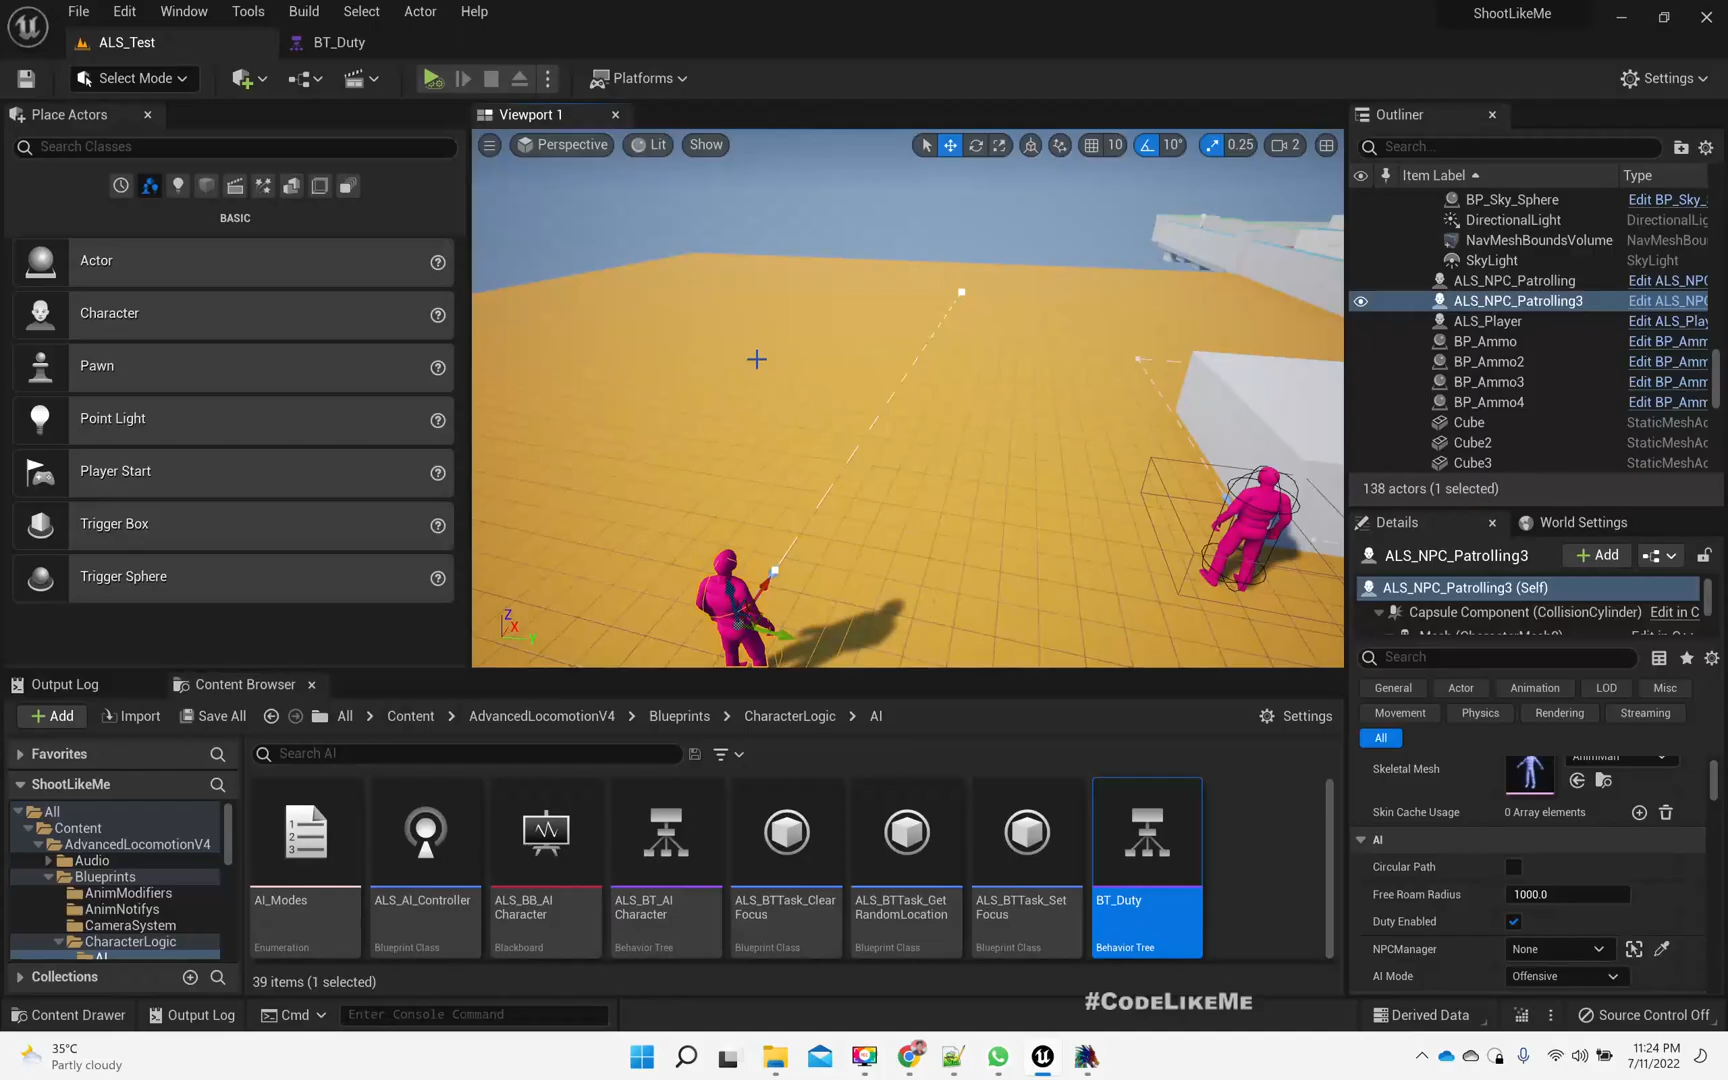 File Edit Window Tools Build Select Actor Help
ShootLikeMe
ALS_Test
BT_Duty
Select Mode
Platforms
Settings
Place Actors
Search Classes
BASIC
Actor
Character
Pawn
Point Light
Player Start
Trigger Box
Trigger Sphere
Viewport 1
Perspective
Lit
Show
10
10°
0.25
2
Z
X
Y
Outliner
Search...
Item Label
Type
BP_Sky_Sphere
Edit BP_Sky_
DirectionalLight
DirectionalLig
NavMeshBoundsVolume
NavMeshBou
SkyLight
SkyLight
ALS_NPC_Patrolling
Edit ALS_NPC
ALS_NPC_Patrolling3
Edit ALS_NPC
ALS_Player
Edit ALS_Play
BP_Ammo
Edit BP_Amm
BP_Ammo2
Edit BP_Amm
BP_Ammo3
Edit BP_Amm
BP_Ammo4
Edit BP_Amm
Cube
StaticMeshAc
Cube2
StaticMeshAc
Cube3
StaticMeshAc
138 actors (1 selected)
Details
World Settings
ALS_NPC_Patrolling3
Add
ALS_NPC_Patrolling3 (Self)
Capsule Component (CollisionCylinder)
Edit in C
Mesh (CharacterMesh0)
Edit in C++
Search
General
Actor
Animation
LOD
Misc
Movement
Physics
Rendering
Streaming
All
Skeletal Mesh
AnimMan
Skin Cache Usage
0 Array elements
AI
Circular Path
Free Roam Radius
1000.0
Duty Enabled
NPCManager
None
AI Mode
Offensive
Output Log
Content Browser
Add
Import
Save All
All
Content
AdvancedLocomotionV4
Blueprints
CharacterLogic
AI
Settings
Favorites
ShootLikeMe
All
Content
AdvancedLocomotionV4
Audio
Blueprints
AnimModifiers
AnimNotifys
CameraSystem
CharacterLogic
AI
Collections
Search AI
AI_Modes
Enumeration
ALS_AI_Controller
Blueprint Class
ALS_BB_AI
Character
Blackboard
ALS_BT_AI
Character
Behavior Tree
ALS_BTTask_Clear
Focus
Blueprint Class
ALS_BTTask_Get
RandomLocation
Blueprint Class
ALS_BTTask_Set
Focus
Blueprint Class
BT_Duty
Behavior Tree
39 items (1 selected)
#CodeLikeMe
Content Drawer
Output Log
Cmd
Enter Console Command
Derived Data
Source Control Off
35°C
Partly cloudy
11:24 PM
7/11/2022